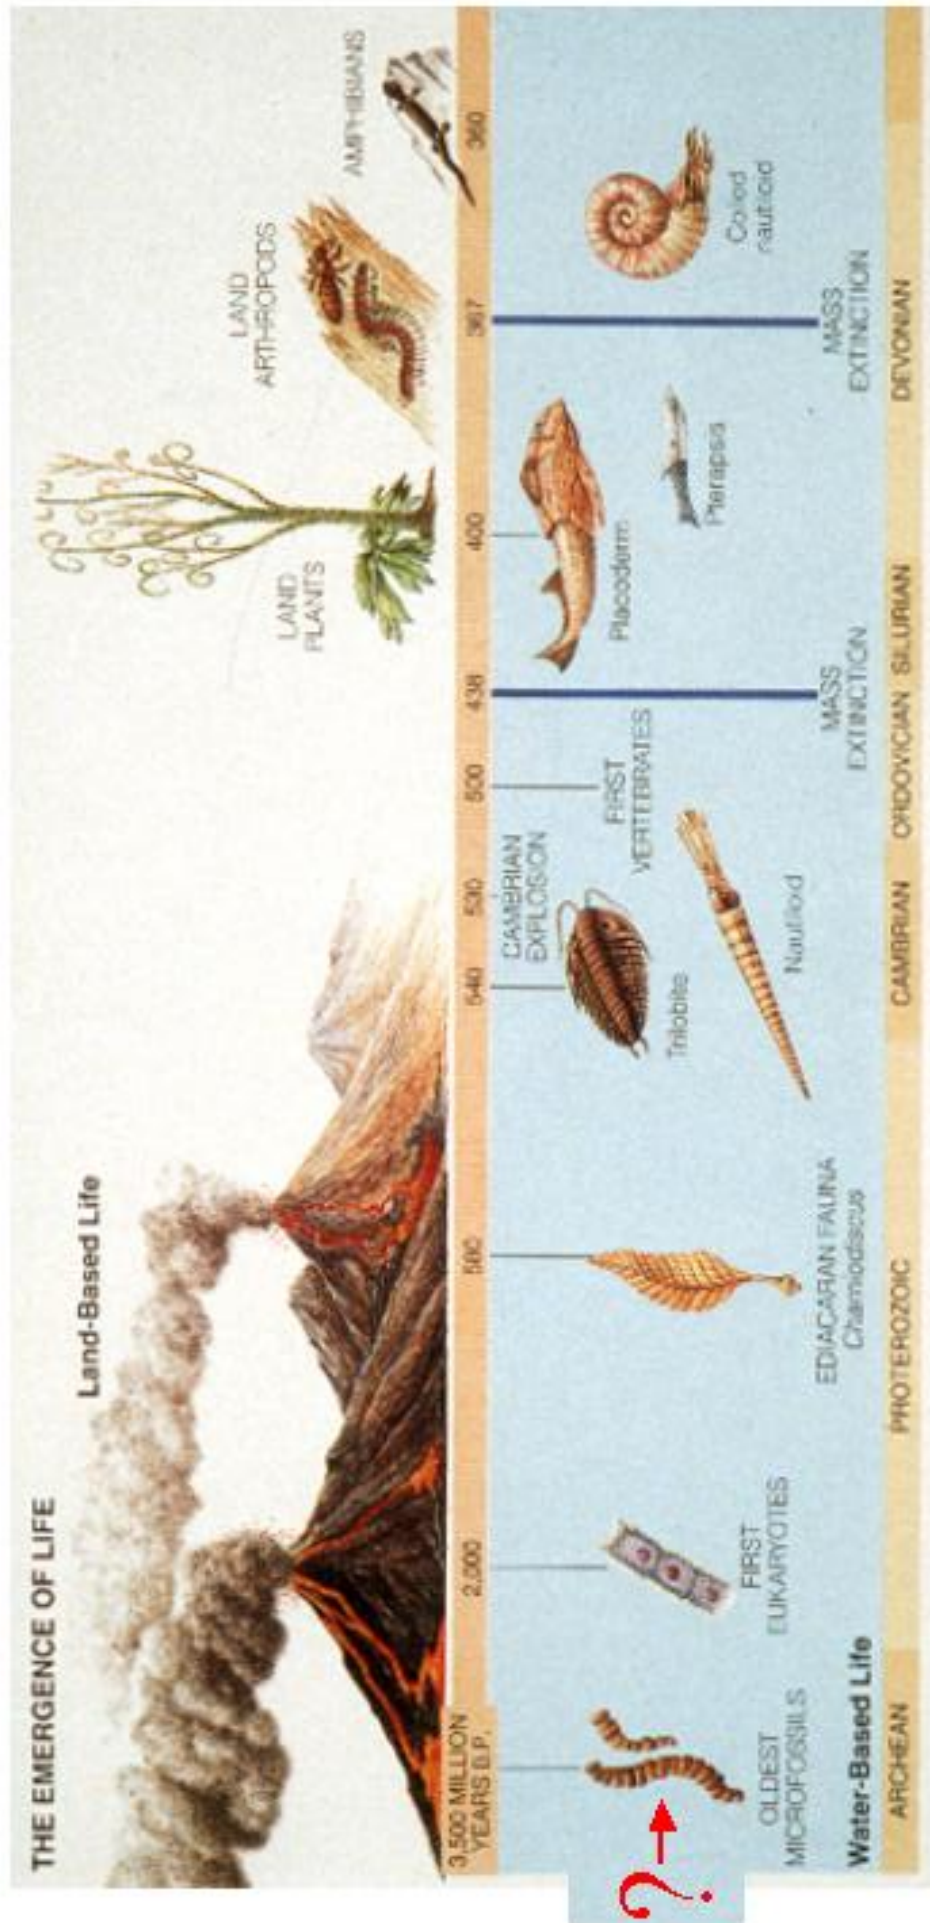 THE EMERGENCE OF LIFE
Land-Based Life
LAND
PLANTS
LAND
ARTHROPODS
AMPHIBIANS
3,500 MILLION
YEARS B.P.
2,000
540
530
500
438
400
367
360
?
OLDEST
MICROFOSSILS
FIRST
EUKARYOTES
EDIACARAN FAUNA
Charniodiscus
Trilobite
CAMBRIAN
EXPLOSION
Nautiloid
FIRST
VERTEBRATES
MASS
EXTINCTION
Placoderm
Pterapsis
MASS
EXTINCTION
Coiled
nautiloid
Water-Based Life
ARCHEAN
PROTEROZOIC
CAMBRIAN
ORDOVICIAN
SILURIAN
DEVONIAN